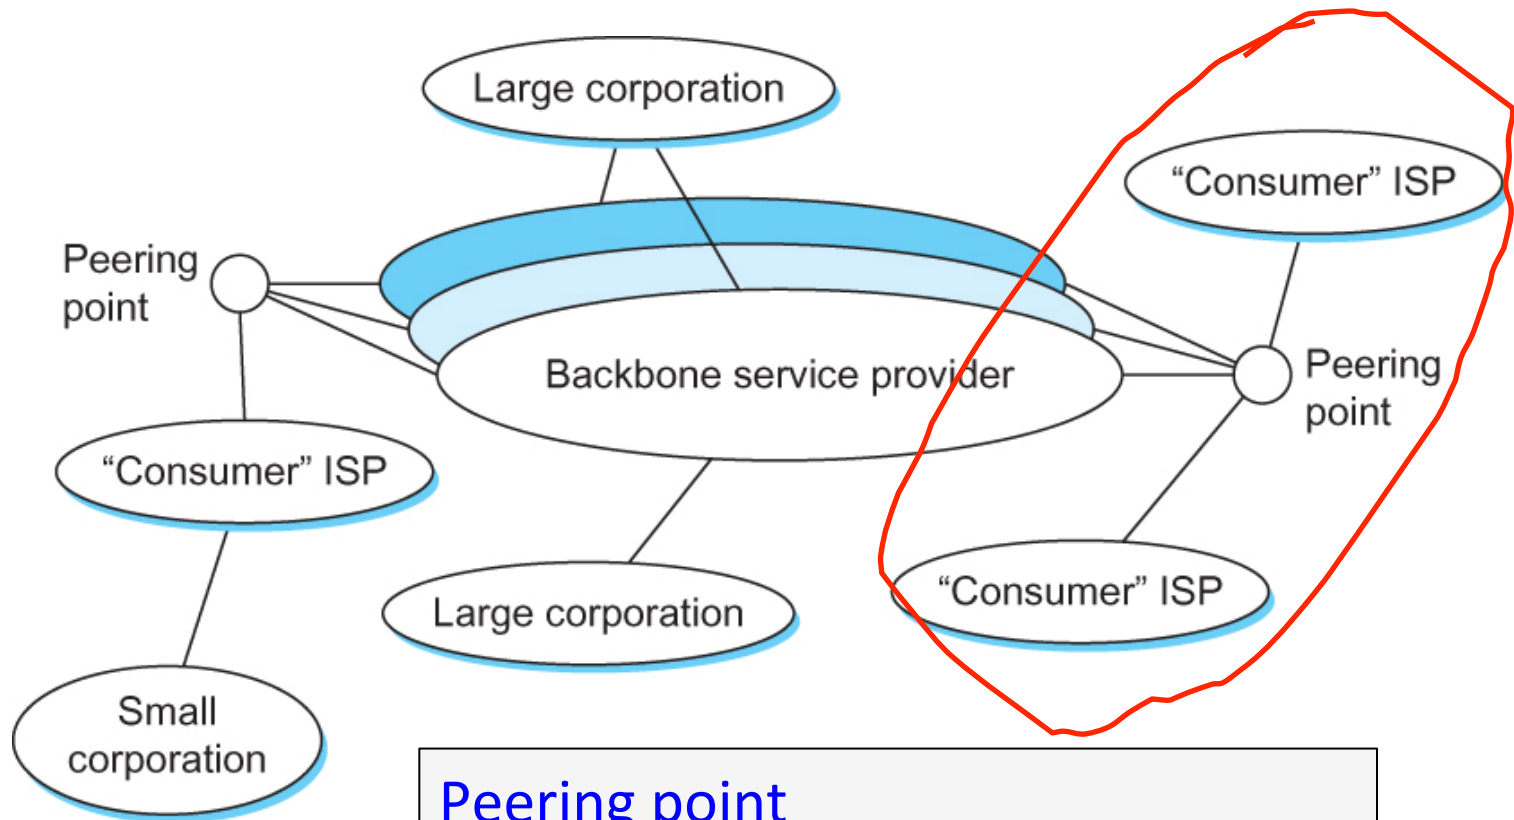 Large corporation
“Consumer” ISP
Peering
point
Backbone service provider
Peering
point
“Consumer” ISP
“Consumer” ISP
Large corporation
Small
corporation
Peering point